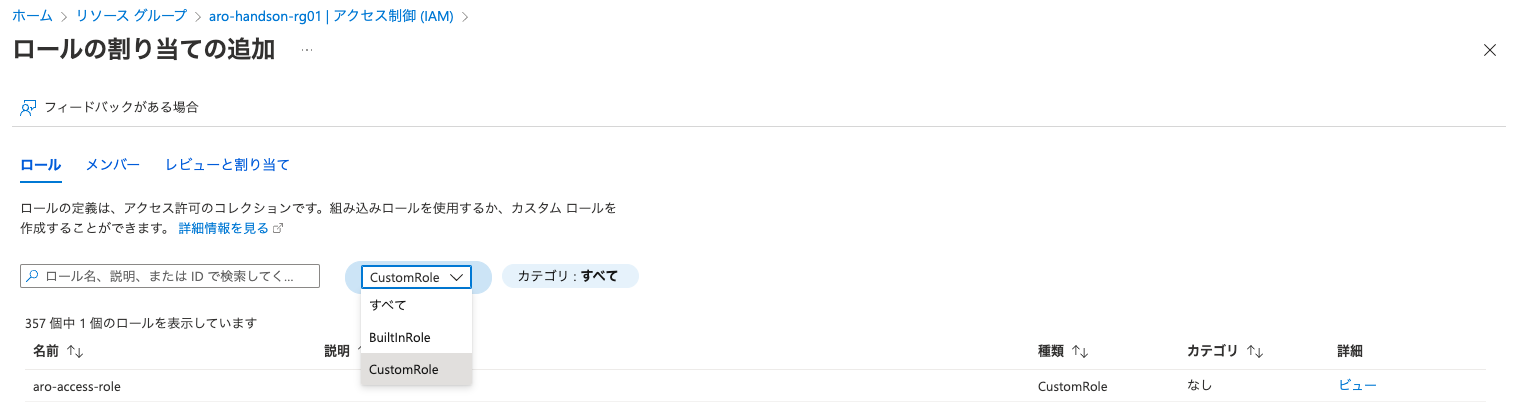 ホーム > リソース グループ > aro-handson-rg01 | アクセス制御 (IAM) >
ロールの割り当ての追加 ...
フィードバックがある場合
ロール メンバー レビューと割り当て
ロールの定義は、アクセス許可のコレクションです。組み込みロールを使用するか、カスタム ロールを
作成することができます。 詳細情報を見る
ロール名、説明、または ID で検索してく... CustomRole カテゴリ : すべて
すべて
357 個中 1 個のロールを表示しています
BuiltInRole
名前 説明 種類 カテゴリ 詳細
CustomRole
aro-access-role CustomRole なし ビュー